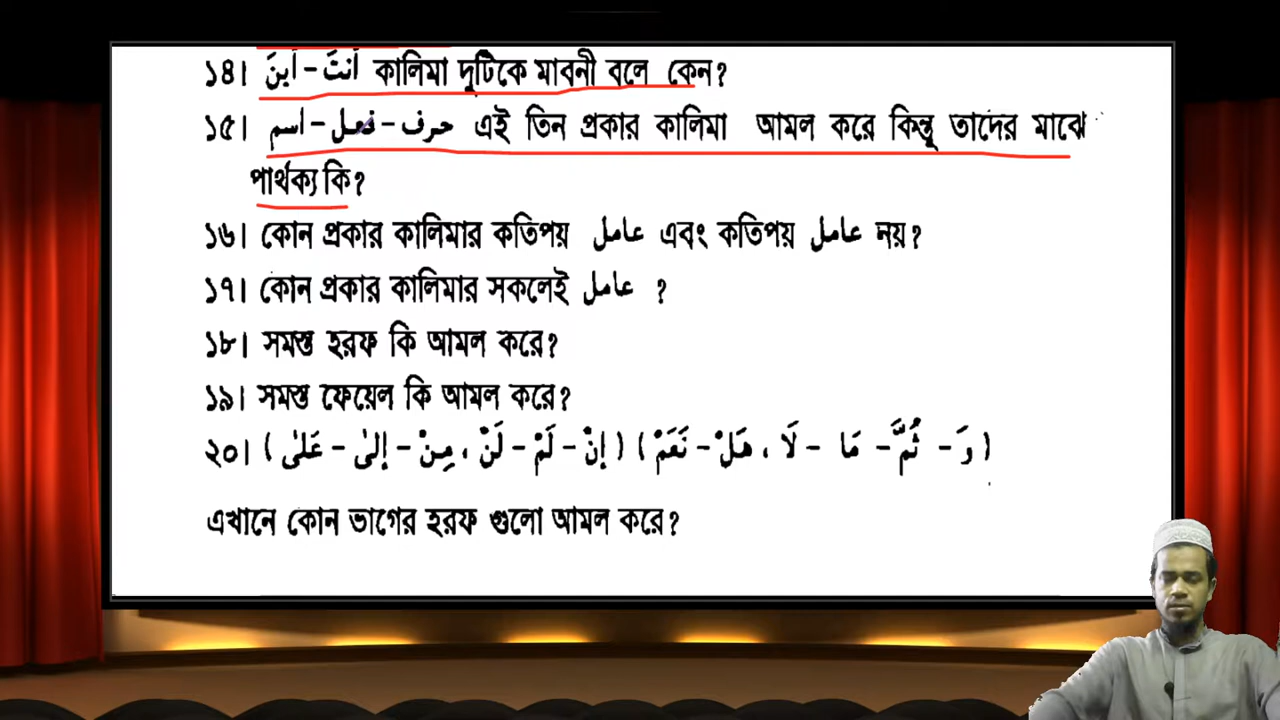 ১৪। أَنتَ - أَينَ কালিমা দুটিকে মাবনী বলে কেন?
১৫। حرف - فعل - اسم এই তিন প্রকার কালিমা আমল করে কিন্তু তাদের মাঝে
পার্থক্য কি?
১৬। কোন প্রকার কালিমার কতিপয় عامل এবং কতিপয় عامل নয়?
১৭। কোন প্রকার কালিমার সকলেই عامل ?
১৮। সমস্ত হরফ কি আমল করে?
১৯। সমস্ত ফেয়েল কি আমল করে?
২০। (إِنْ - لَمْ - لَنْ ، مِنْ - إِلىٰ - عَلىٰ) (وَ - ثُمَّ - مَا - لَا ، هَلْ - نَعَمْ)
এখানে কোন ভাগের হরফ গুলো আমল করে?